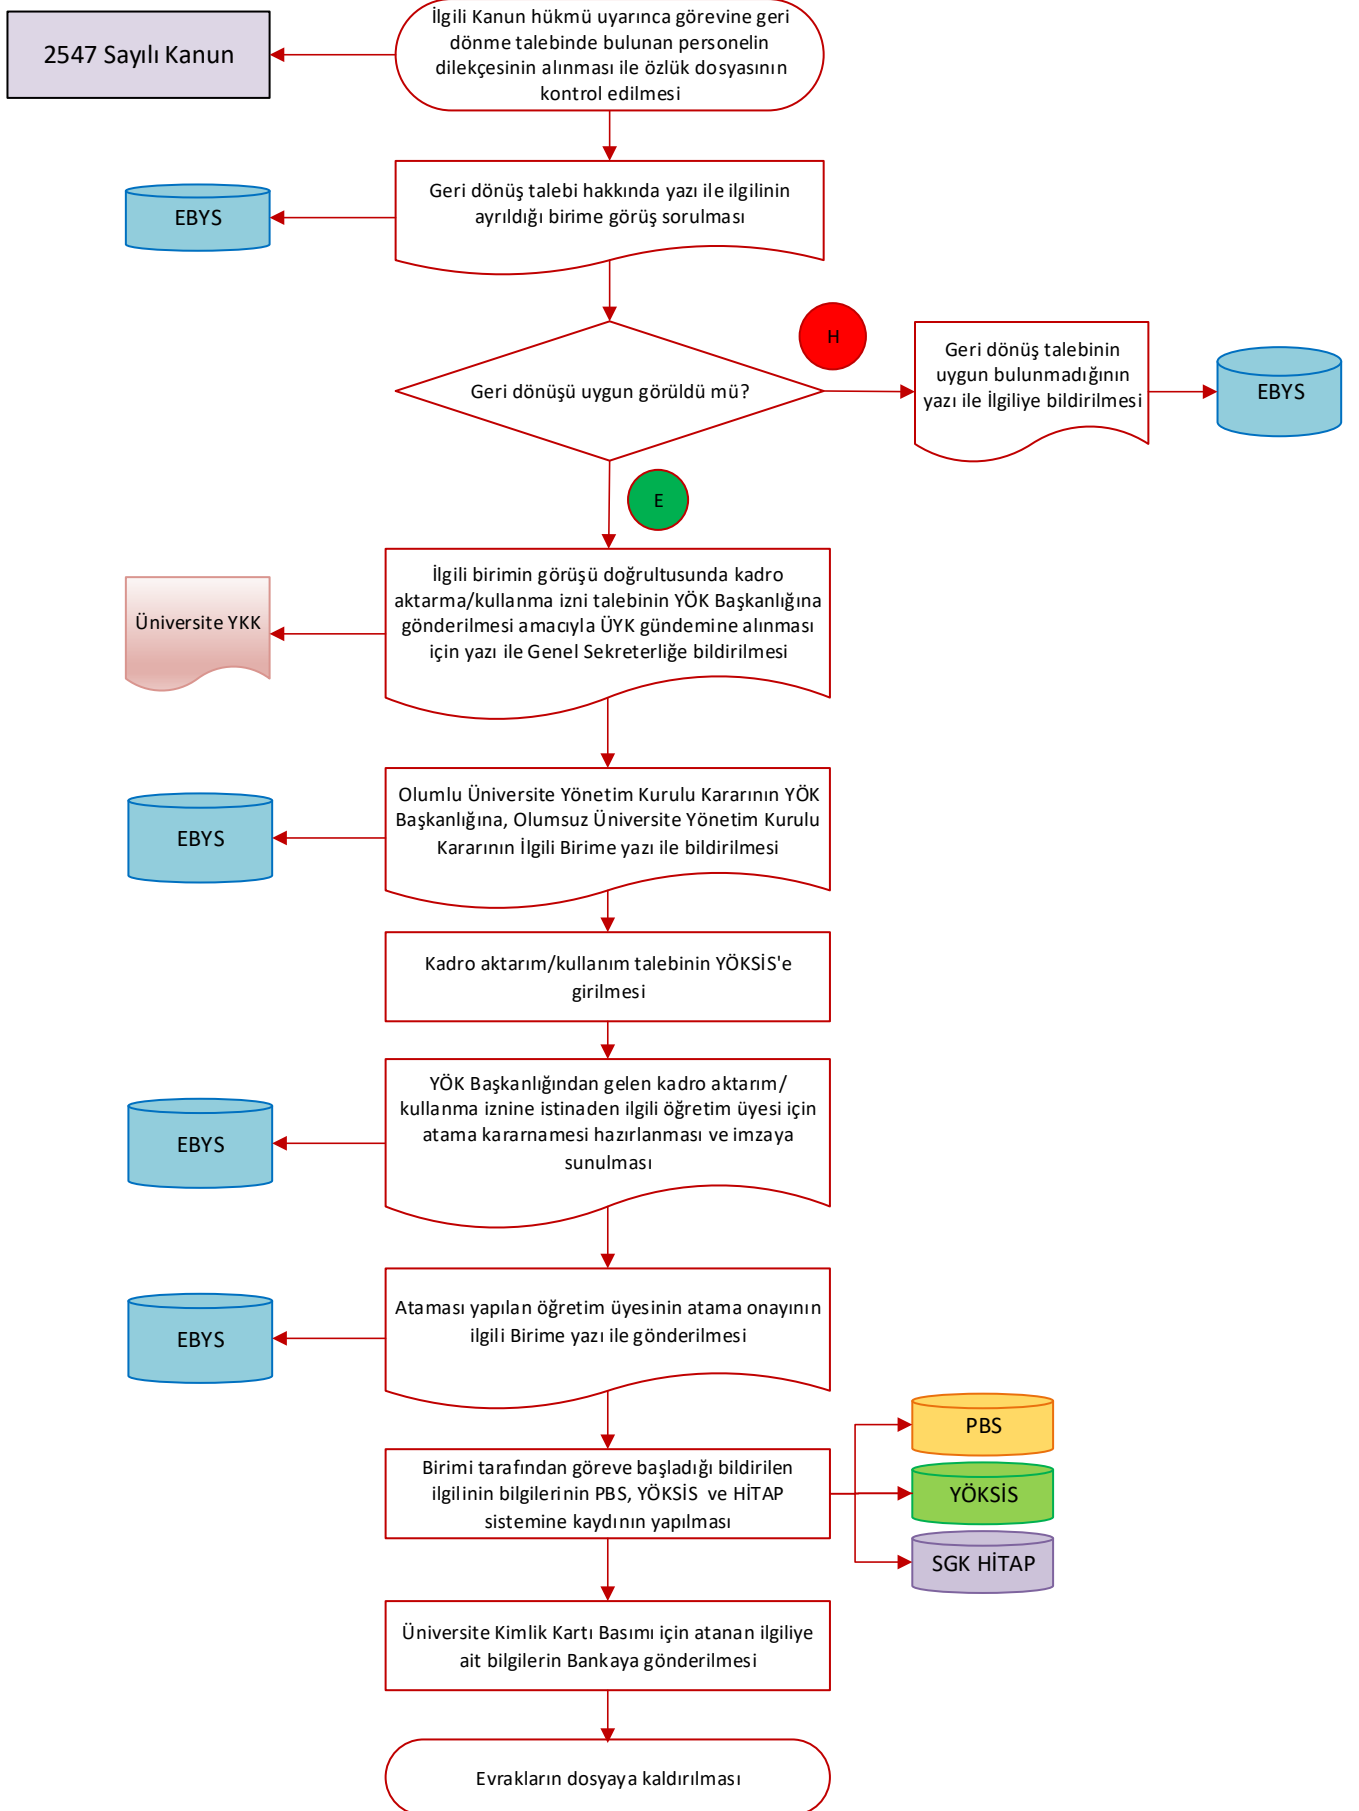 2547 Sayılı Kanun
İlgili Kanun hükmü uyarınca görevine geri
dönme talebinde bulunan personelin
dilekçesinin alınması ile özlük dosyasının
kontrol edilmesi
EBYS
Geri dönüş talebi hakkında yazı ile ilgilinin
ayrıldığı birime görüş sorulması
Geri dönüşü uygun görüldü mü?
H
Geri dönüş talebinin
uygun bulunmadığının
yazı ile İlgiliye bildirilmesi
EBYS
E
Üniversite YKK
İlgili birimin görüşü doğrultusunda kadro
aktarma/kullanma izni talebinin YÖK Başkanlığına
gönderilmesi amacıyla ÜYK gündemine alınması
için yazı ile Genel Sekreterliğe bildirilmesi
EBYS
Olumlu Üniversite Yönetim Kurulu Kararının YÖK
Başkanlığına, Olumsuz Üniversite Yönetim Kurulu
Kararının İlgili Birime yazı ile bildirilmesi
Kadro aktarım/kullanım talebinin YÖKSİS'e
girilmesi
EBYS
YÖK Başkanlığından gelen kadro aktarım/
kullanma iznine istinaden ilgili öğretim üyesi için
atama kararnamesi hazırlanması ve imzaya
sunulması
EBYS
Ataması yapılan öğretim üyesinin atama onayının
ilgili Birime yazı ile gönderilmesi
Birimi tarafından göreve başladığı bildirilen
ilgilinin bilgilerinin PBS, YÖKSİS ve HİTAP
sistemine kaydının yapılması
PBS
YÖKSİS
SGK HİTAP
Üniversite Kimlik Kartı Basımı için atanan ilgiliye
ait bilgilerin Bankaya gönderilmesi
Evrakların dosyaya kaldırılması